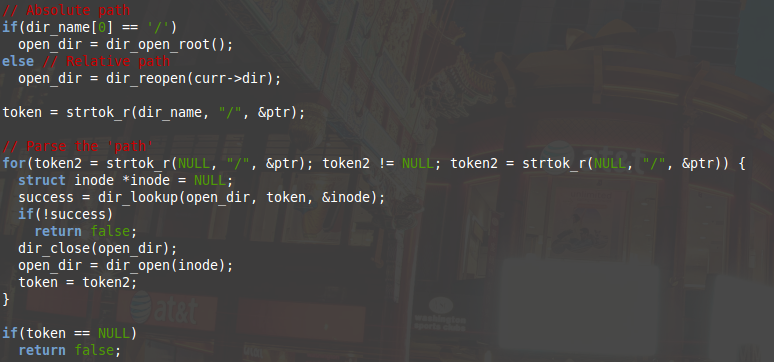 // Absolute path
if(dir_name[0] == '/')
  open_dir = dir_open_root();
else // Relative path
  open_dir = dir_reopen(curr->dir);

token = strtok_r(dir_name, "/", &ptr);

// Parse the "path"
for(token2 = strtok_r(NULL, "/", &ptr); token2 != NULL; token2 = strtok_r(NULL, "/", &ptr)) {
  struct inode *inode = NULL;
  success = dir_lookup(open_dir, token, &inode);
  if(!success)
    return false;
  dir_close(open_dir);
  open_dir = dir_open(inode);
  token = token2;
}
at&t

if(token == NULL)
  return false;